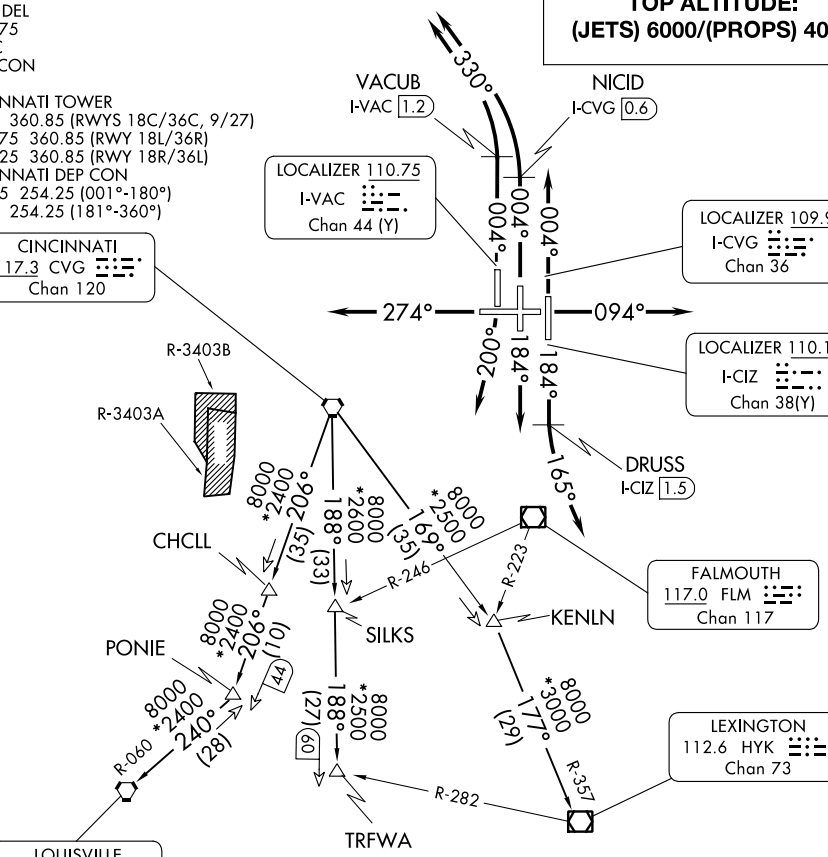 DEL
75
C
CON
TOP ALTITUDE:
(JETS) 6000/(PROPS) 40
NNATI TOWER
360.85 (RWYS 18C/36C, 9/27)
75 360.85 (RWY 18L/36R)
25 360.85 (RWY 18R/36L)
NNATI DEP CON
5 254.25 (001°-180°)
254.25 (181°-360°)
330°
VACUB
I-VAC 1.2
NICID
I-CVG 0.6
LOCALIZER 110.75
I-VAC
Chan 44 (Y)
004°
004°
004°
LOCALIZER 109.9
I-CVG
Chan 36
CINCINNATI
17.3 CVG
Chan 120
274°
094°
200°
184°
184°
LOCALIZER 110.1
I-CIZ
Chan 38(Y)
R-3403B
R-3403A
DRUSS
I-CIZ 1.5
165°
8000
*2400
206°
(35)
8000
*2600
188°
(33)
8000
*2500
169°
(35)
R-246
R-223
FALMOUTH
117.0 FLM
Chan 117
CHCLL
SILKS
KENLN
8000
*2400
206°
(10)
44
PONIE
8000
*2400
240°
(28)
R-060
8000
*2500
188°
(27)
60
8000
*3000
177°
(29)
R-357
R-282
LEXINGTON
112.6 HYK
Chan 73
TRFWA
LOUISVILLE